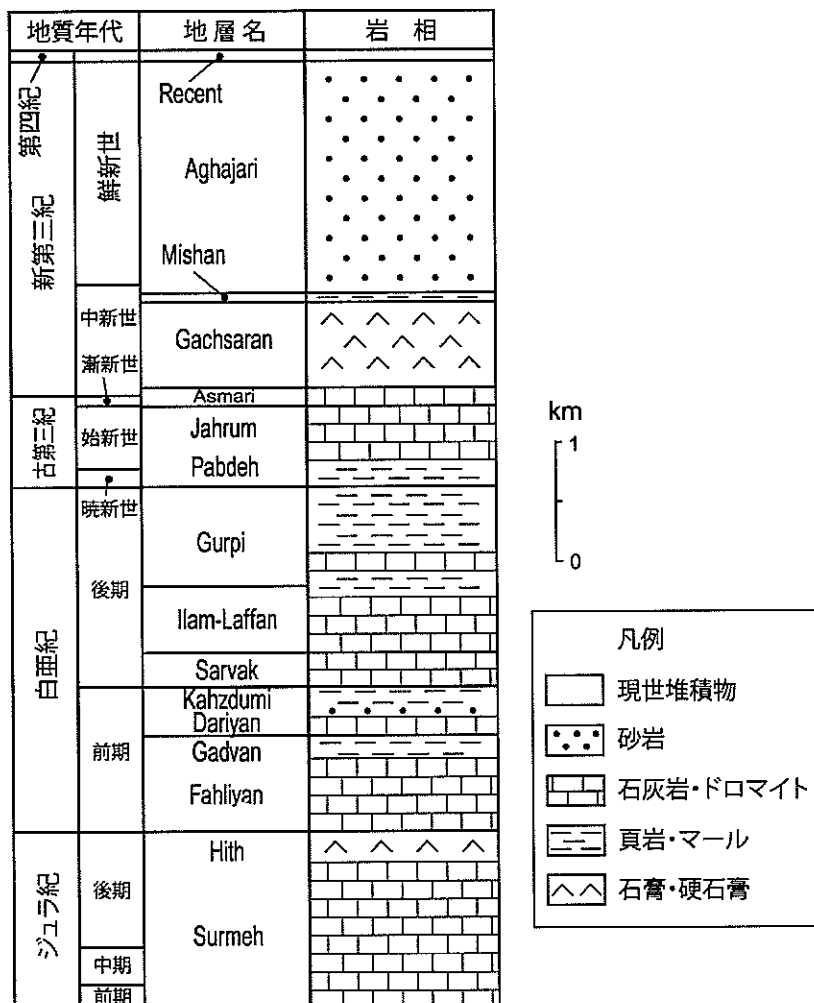 地質年代 地層名 岩相
第四紀 Recent
新第三紀 鮮新世 Aghajari
Mishan
中新世 Gachsaran
漸新世
Asmari
古第三紀 始新世 Jahrum
Pabdeh
暁新世
白亜紀 後期 Gurpi
Ilam-Laffan
Sarvak
前期 Kahzdumi
Dariyan
Gadvan
Fahliyan
ジュラ紀 後期 Hith
Surmeh
中期
前期
km
1
0
凡例
現世堆積物
砂岩
石灰岩・ドロマイト
頁岩・マール
石膏・硬石膏